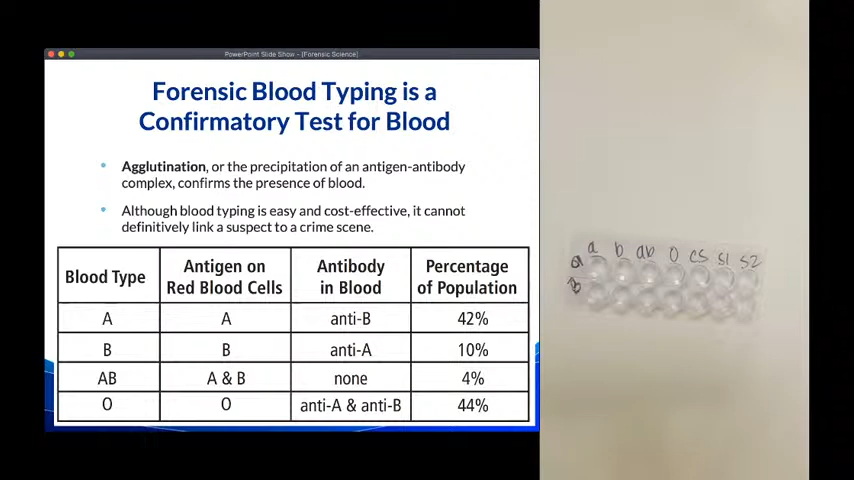 PowerPoint Slide Show - [Forensic Science]
Forensic Blood Typing is a
Confirmatory Test for Blood
• Agglutination, or the precipitation of an antigen-antibody
complex, confirms the presence of blood.
• Although blood typing is easy and cost-effective, it cannot
definitively link a suspect to a crime scene.
Blood Type Antigen on Red Blood Cells Antibody in Blood Percentage of Population
A A anti-B 42%
B B anti-A 10%
AB A & B none 4%
O O anti-A & anti-B 44%
a b ab O CS S1 S2
a
B